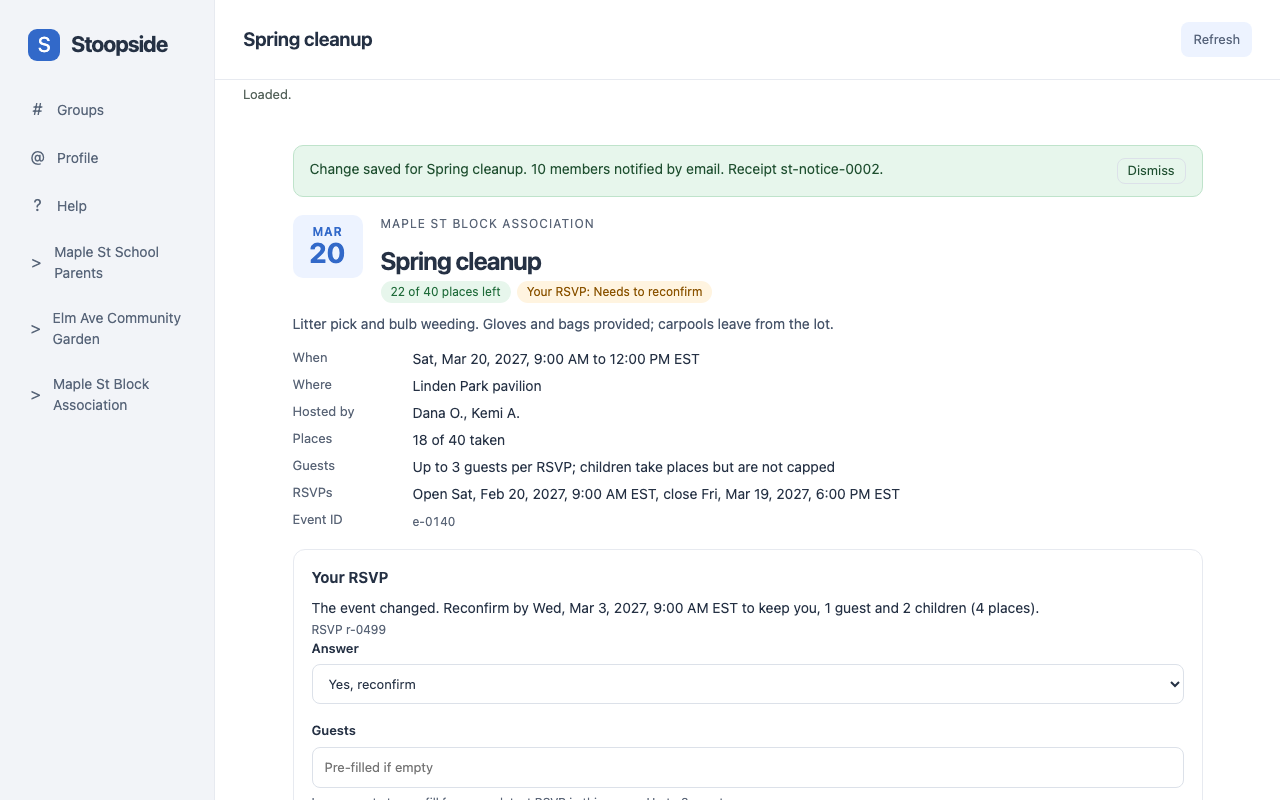 S Stoopside
# Groups
@ Profile
? Help
> Maple St School
Parents
> Elm Ave Community
Garden
> Maple St Block
Association
Spring cleanup
Refresh
Loaded.
Change saved for Spring cleanup. 10 members notified by email. Receipt st-notice-0002.
Dismiss
MAR
20
MAPLE ST BLOCK ASSOCIATION
Spring cleanup
22 of 40 places left
Your RSVP: Needs to reconfirm
Litter pick and bulb weeding. Gloves and bags provided; carpools leave from the lot.
When Sat, Mar 20, 2027, 9:00 AM to 12:00 PM EST
Where Linden Park pavilion
Hosted by Dana O., Kemi A.
Places 18 of 40 taken
Guests Up to 3 guests per RSVP; children take places but are not capped
RSVPs Open Sat, Feb 20, 2027, 9:00 AM EST, close Fri, Mar 19, 2027, 6:00 PM EST
Event ID e-0140
Your RSVP
The event changed. Reconfirm by Wed, Mar 3, 2027, 9:00 AM EST to keep you, 1 guest and 2 children (4 places).
RSVP r-0499
Answer
Yes, reconfirm
Guests
Pre-filled if empty